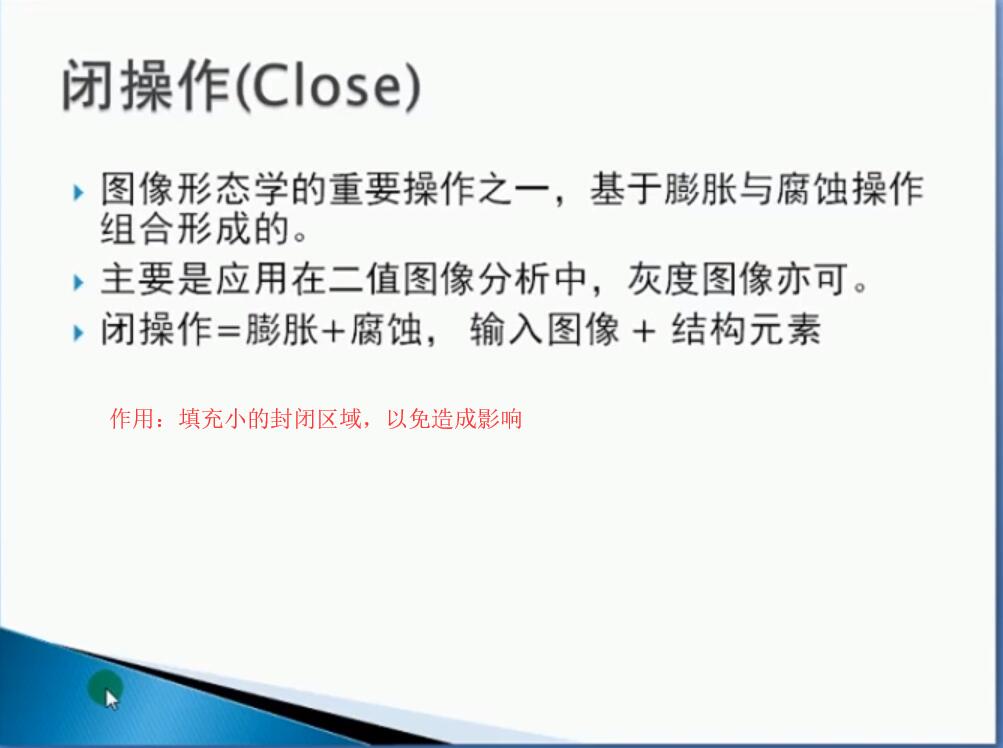 闭操作(Close)
图像形态学的重要操作之一，基于膨胀与腐蚀操作
组合形成的。
主要是应用在二值图像分析中，灰度图像亦可。
闭操作=膨胀+腐蚀， 输入图像 + 结构元素
作用：填充小的封闭区域，以免造成影响